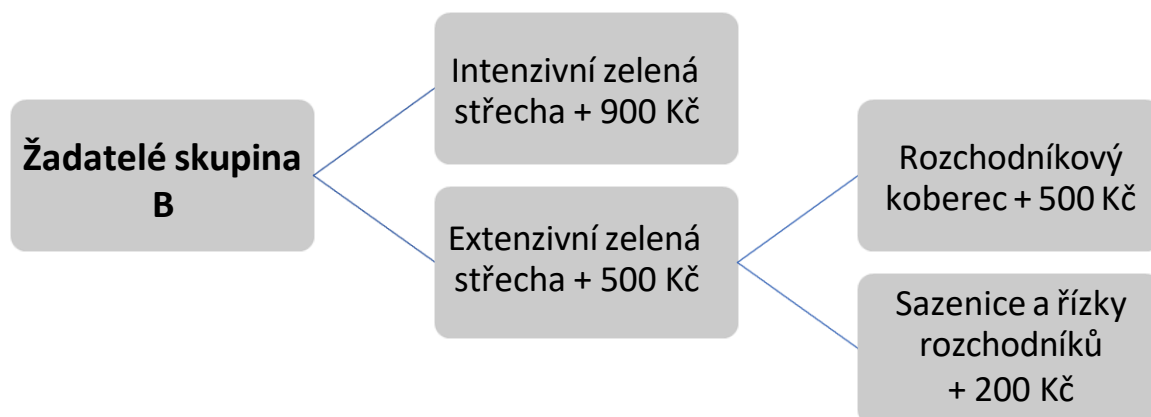 Žadatelé skupina
B
Intenzivní zelená
střecha + 900 Kč
Extenzivní zelená
střecha + 500 Kč
Rozchodníkový
koberec + 500 Kč
Sazenice a řízky
rozchodníků
+ 200 Kč